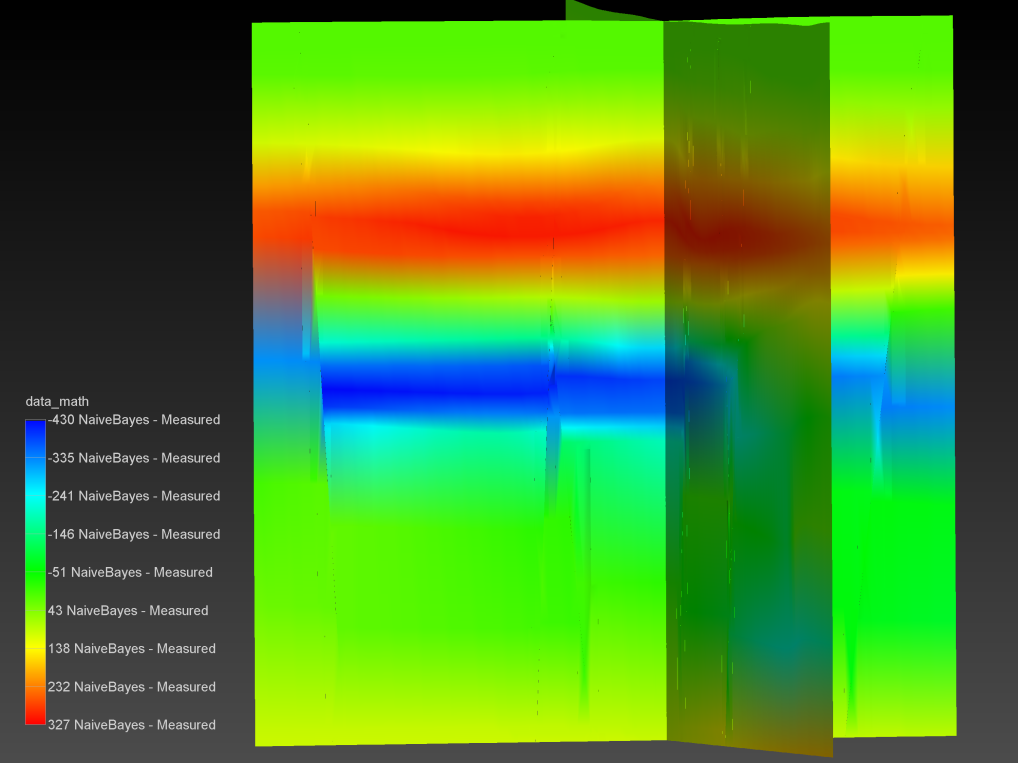 data_math
-430 NaiveBayes - Measured
-335 NaiveBayes - Measured
-241 NaiveBayes - Measured
-146 NaiveBayes - Measured
-51 NaiveBayes - Measured
43 NaiveBayes - Measured
138 NaiveBayes - Measured
232 NaiveBayes - Measured
327 NaiveBayes - Measured